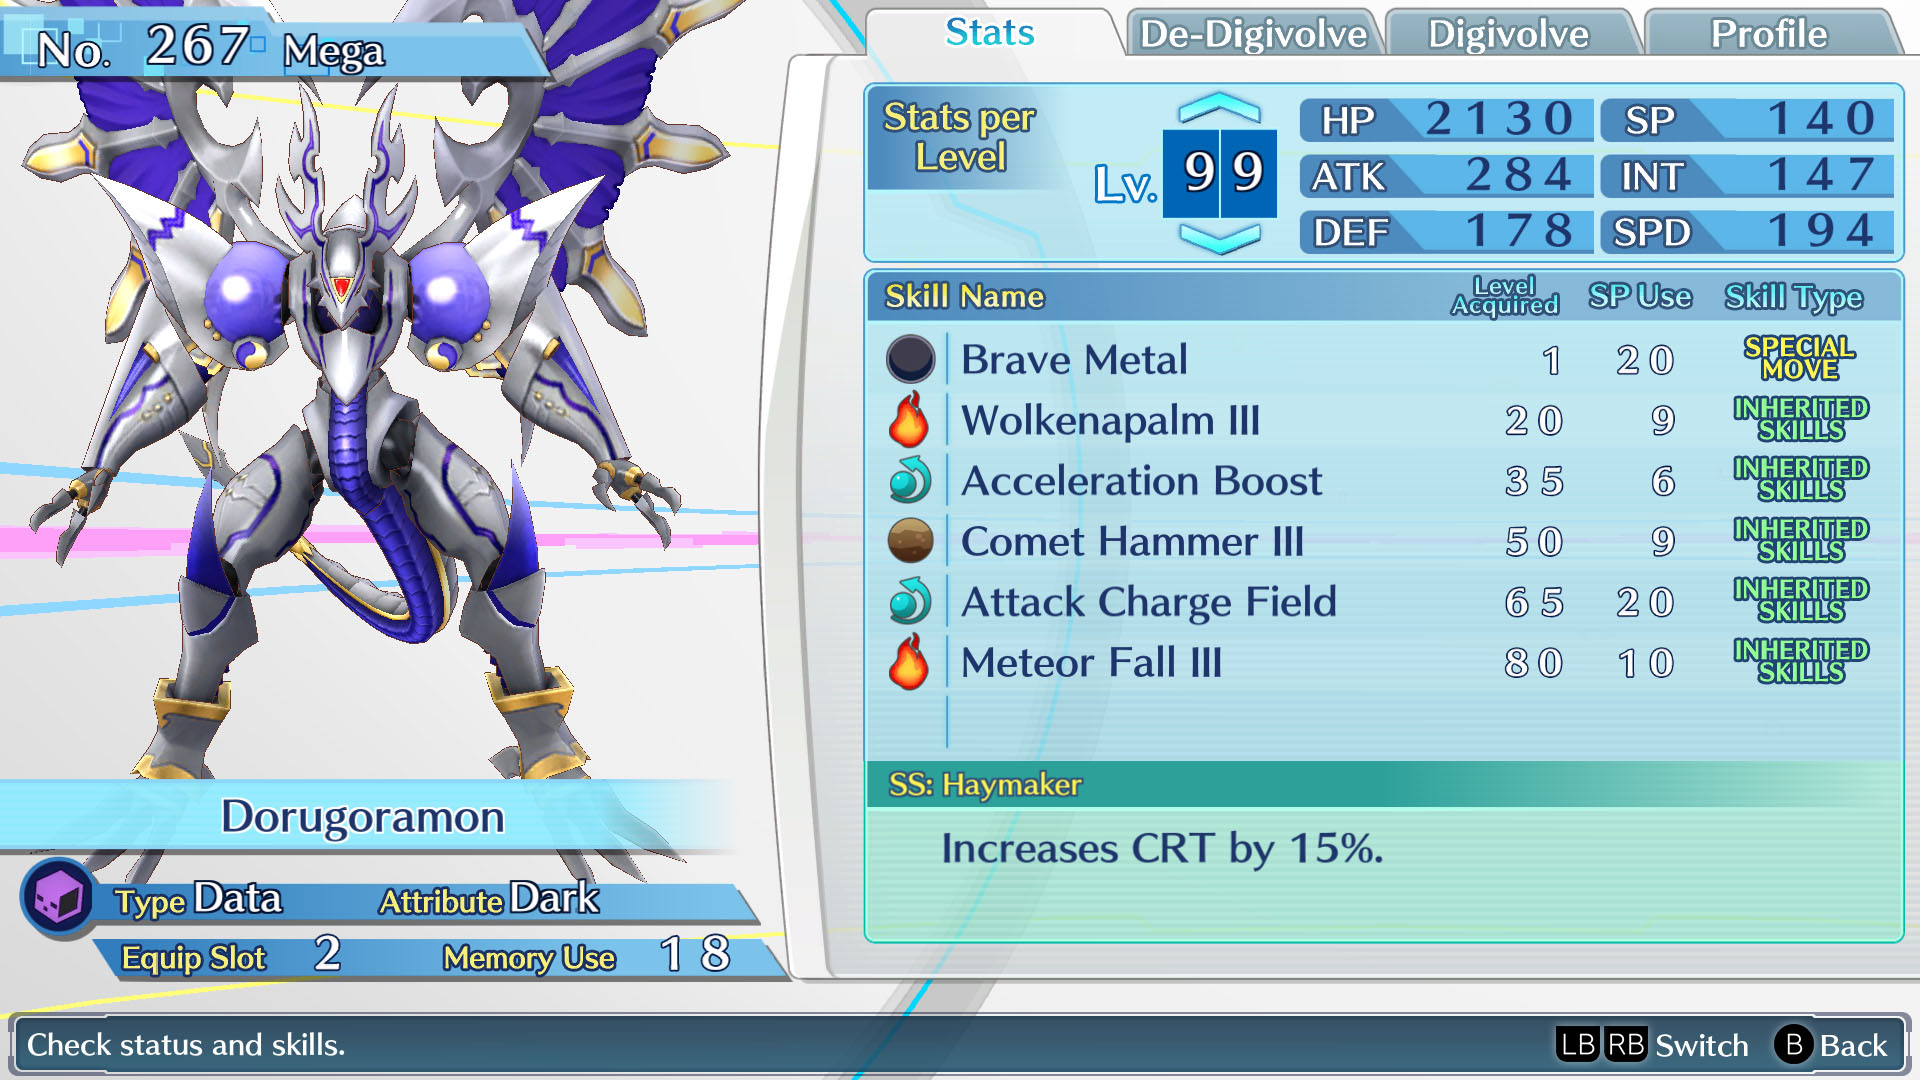 No. 267 Mega
Stats
De-Digivolve
Digivolve
Profile
Stats per
Level
Lv. 99
HP 2130
SP 140
ATK 284
INT 147
DEF 178
SPD 194
Skill Name
Level
Acquired
SP Use
Skill Type
Brave Metal 1 20 SPECIAL
MOVE
Wolkenapalm III 20 9 INHERITED
SKILLS
Acceleration Boost 35 6 INHERITED
SKILLS
Comet Hammer III 50 9 INHERITED
SKILLS
Attack Charge Field 65 20 INHERITED
SKILLS
Meteor Fall III 80 10 INHERITED
SKILLS
SS: Haymaker
Increases CRT by 15%.
Dorugoramon
Type Data Attribute Dark
Equip Slot 2 Memory Use 18
Check status and skills.
LB RB Switch B Back